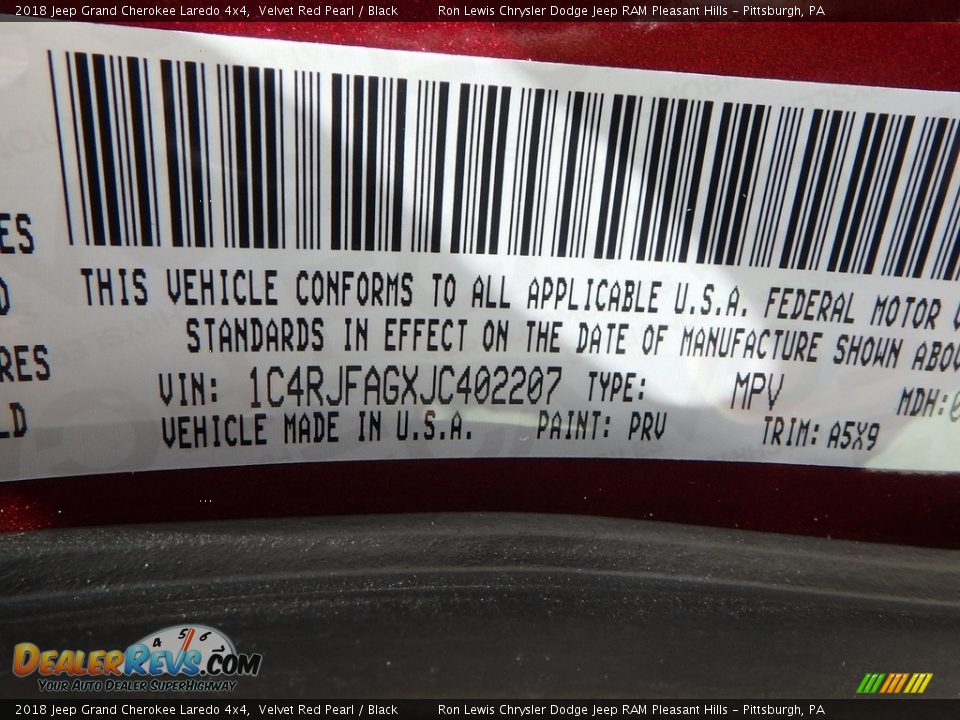 2018 Jeep Grand Cherokee Laredo 4x4, Velvet Red Pearl / Black Ron Lewis Chrysler Dodge Jeep RAM Pleasant Hills - Pittsburgh, PA
ES
RES
LD
THIS VEHICLE CONFORMS TO ALL APPLICABLE U.S.A. FEDERAL MOTOR
STANDARDS IN EFFECT ON THE DATE OF MANUFACTURE SHOWN ABOV
VIN: 1C4RJFAGXJC402207 TYPE: MPV MDH:
VEHICLE MADE IN U.S.A. PAINT: PRV TRIM: A5X9
4 5 6
DEALERREVS.COM
YOUR AUTO DEALER SUPERHIGHWAY
2018 Jeep Grand Cherokee Laredo 4x4, Velvet Red Pearl / Black Ron Lewis Chrysler Dodge Jeep RAM Pleasant Hills - Pittsburgh, PA